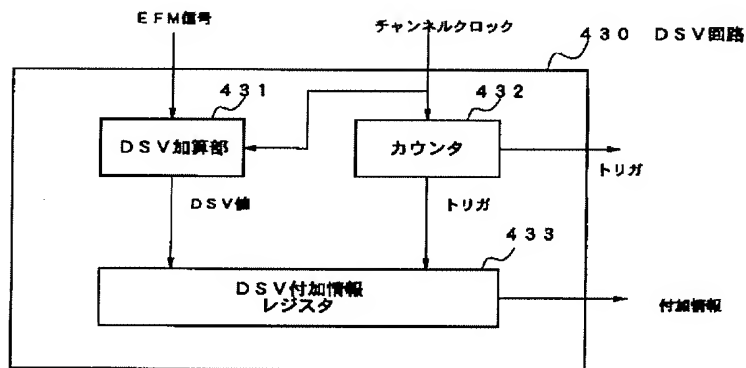 ＥＦＭ信号
チャンネルクロック
４３０　ＤＳＶ回路
４３１
４３２
ＤＳＶ加算部
カウンタ
トリガ
ＤＳＶ値
トリガ
４３３
ＤＳＶ付加情報
レジスタ
付加情報